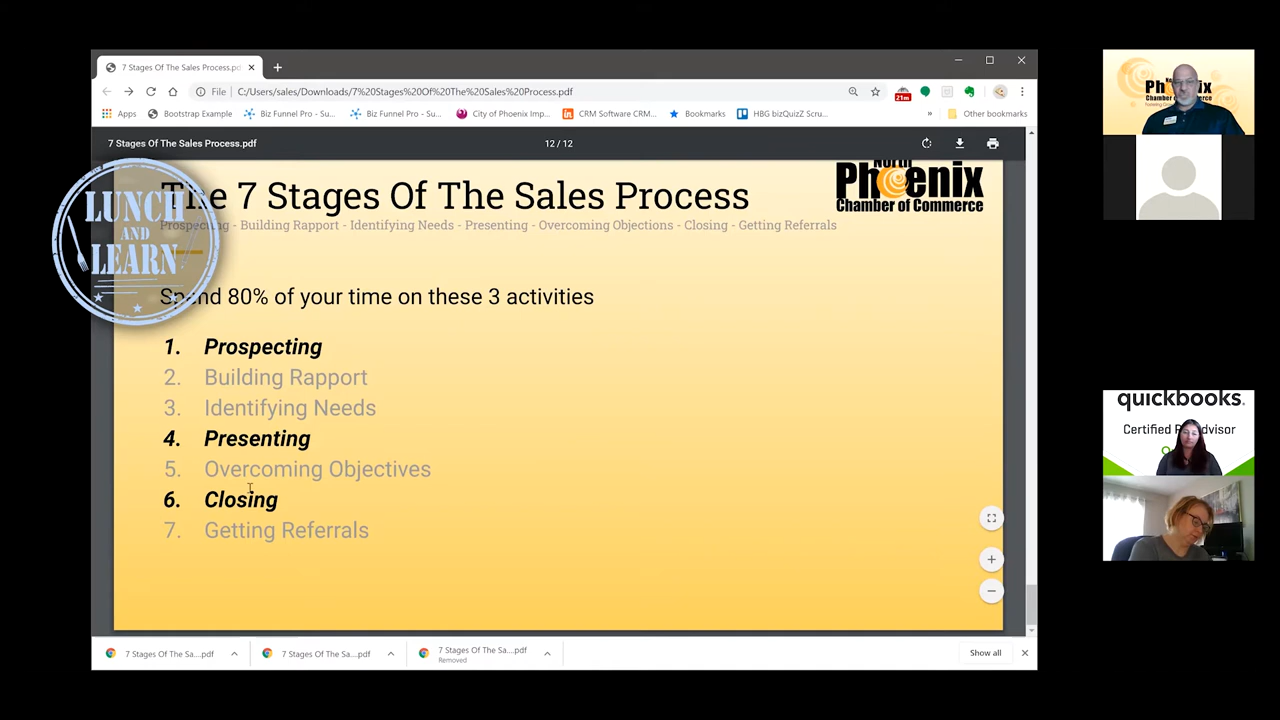 7 Stages Of The Sales Process.pd
File
C:/Users/sales/Downloads/7%20Stages%20Of%20The%20Sales%20Process.pdf
21m
Apps
Bootstrap Example
Biz Funnel Pro - Su...
Biz Funnel Pro - Su...
City of Phoenix Imp...
CRM Software CRM...
Bookmarks
HBG bizQuizZ Scru...
»
Other bookmarks
7 Stages Of The Sales Process.pdf
12 / 12
The 7 Stages Of The Sales Process
Prospecting - Building Rapport - Identifying Needs - Presenting - Overcoming Objections - Closing - Getting Referrals
North
Phoenix
Chamber of Commerce
LUNCH
AND
LEARN
Spend 80% of your time on these 3 activities
1. Prospecting
2. Building Rapport
3. Identifying Needs
4. Presenting
5. Overcoming Objectives
6. Closing
7. Getting Referrals
7 Stages Of The Sa....pdf
7 Stages Of The Sa....pdf
7 Stages Of The Sa....pdf
Removed
Show all
Phoenix
Chamber of Commerce
quickbooks.
Certified